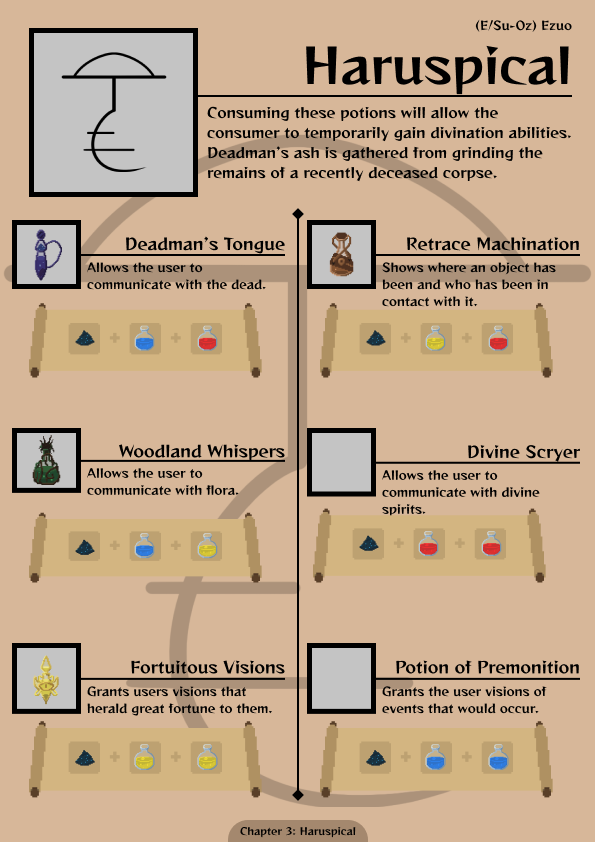 (E/Su-Oz) Ezuo
Haruspical
Consuming these potions will allow the
consumer to temporarily gain divination abilities.
Deadman's ash is gathered from grinding the
remains of a recently deceased corpse.
Deadman's Tongue
Allows the user to
communicate with the dead.
Retrace Machination
Shows where an object has
been and who has been in
contact with it.
Woodland Whispers
Allows the user to
communicate with flora.
Divine Scryer
Allows the user to
communicate with divine
spirits.
Fortuitous Visions
Grants users visions that
herald great fortune to them.
Potion of Premonition
Grants the user visions of
events that would occur.
Chapter 3: Haruspical